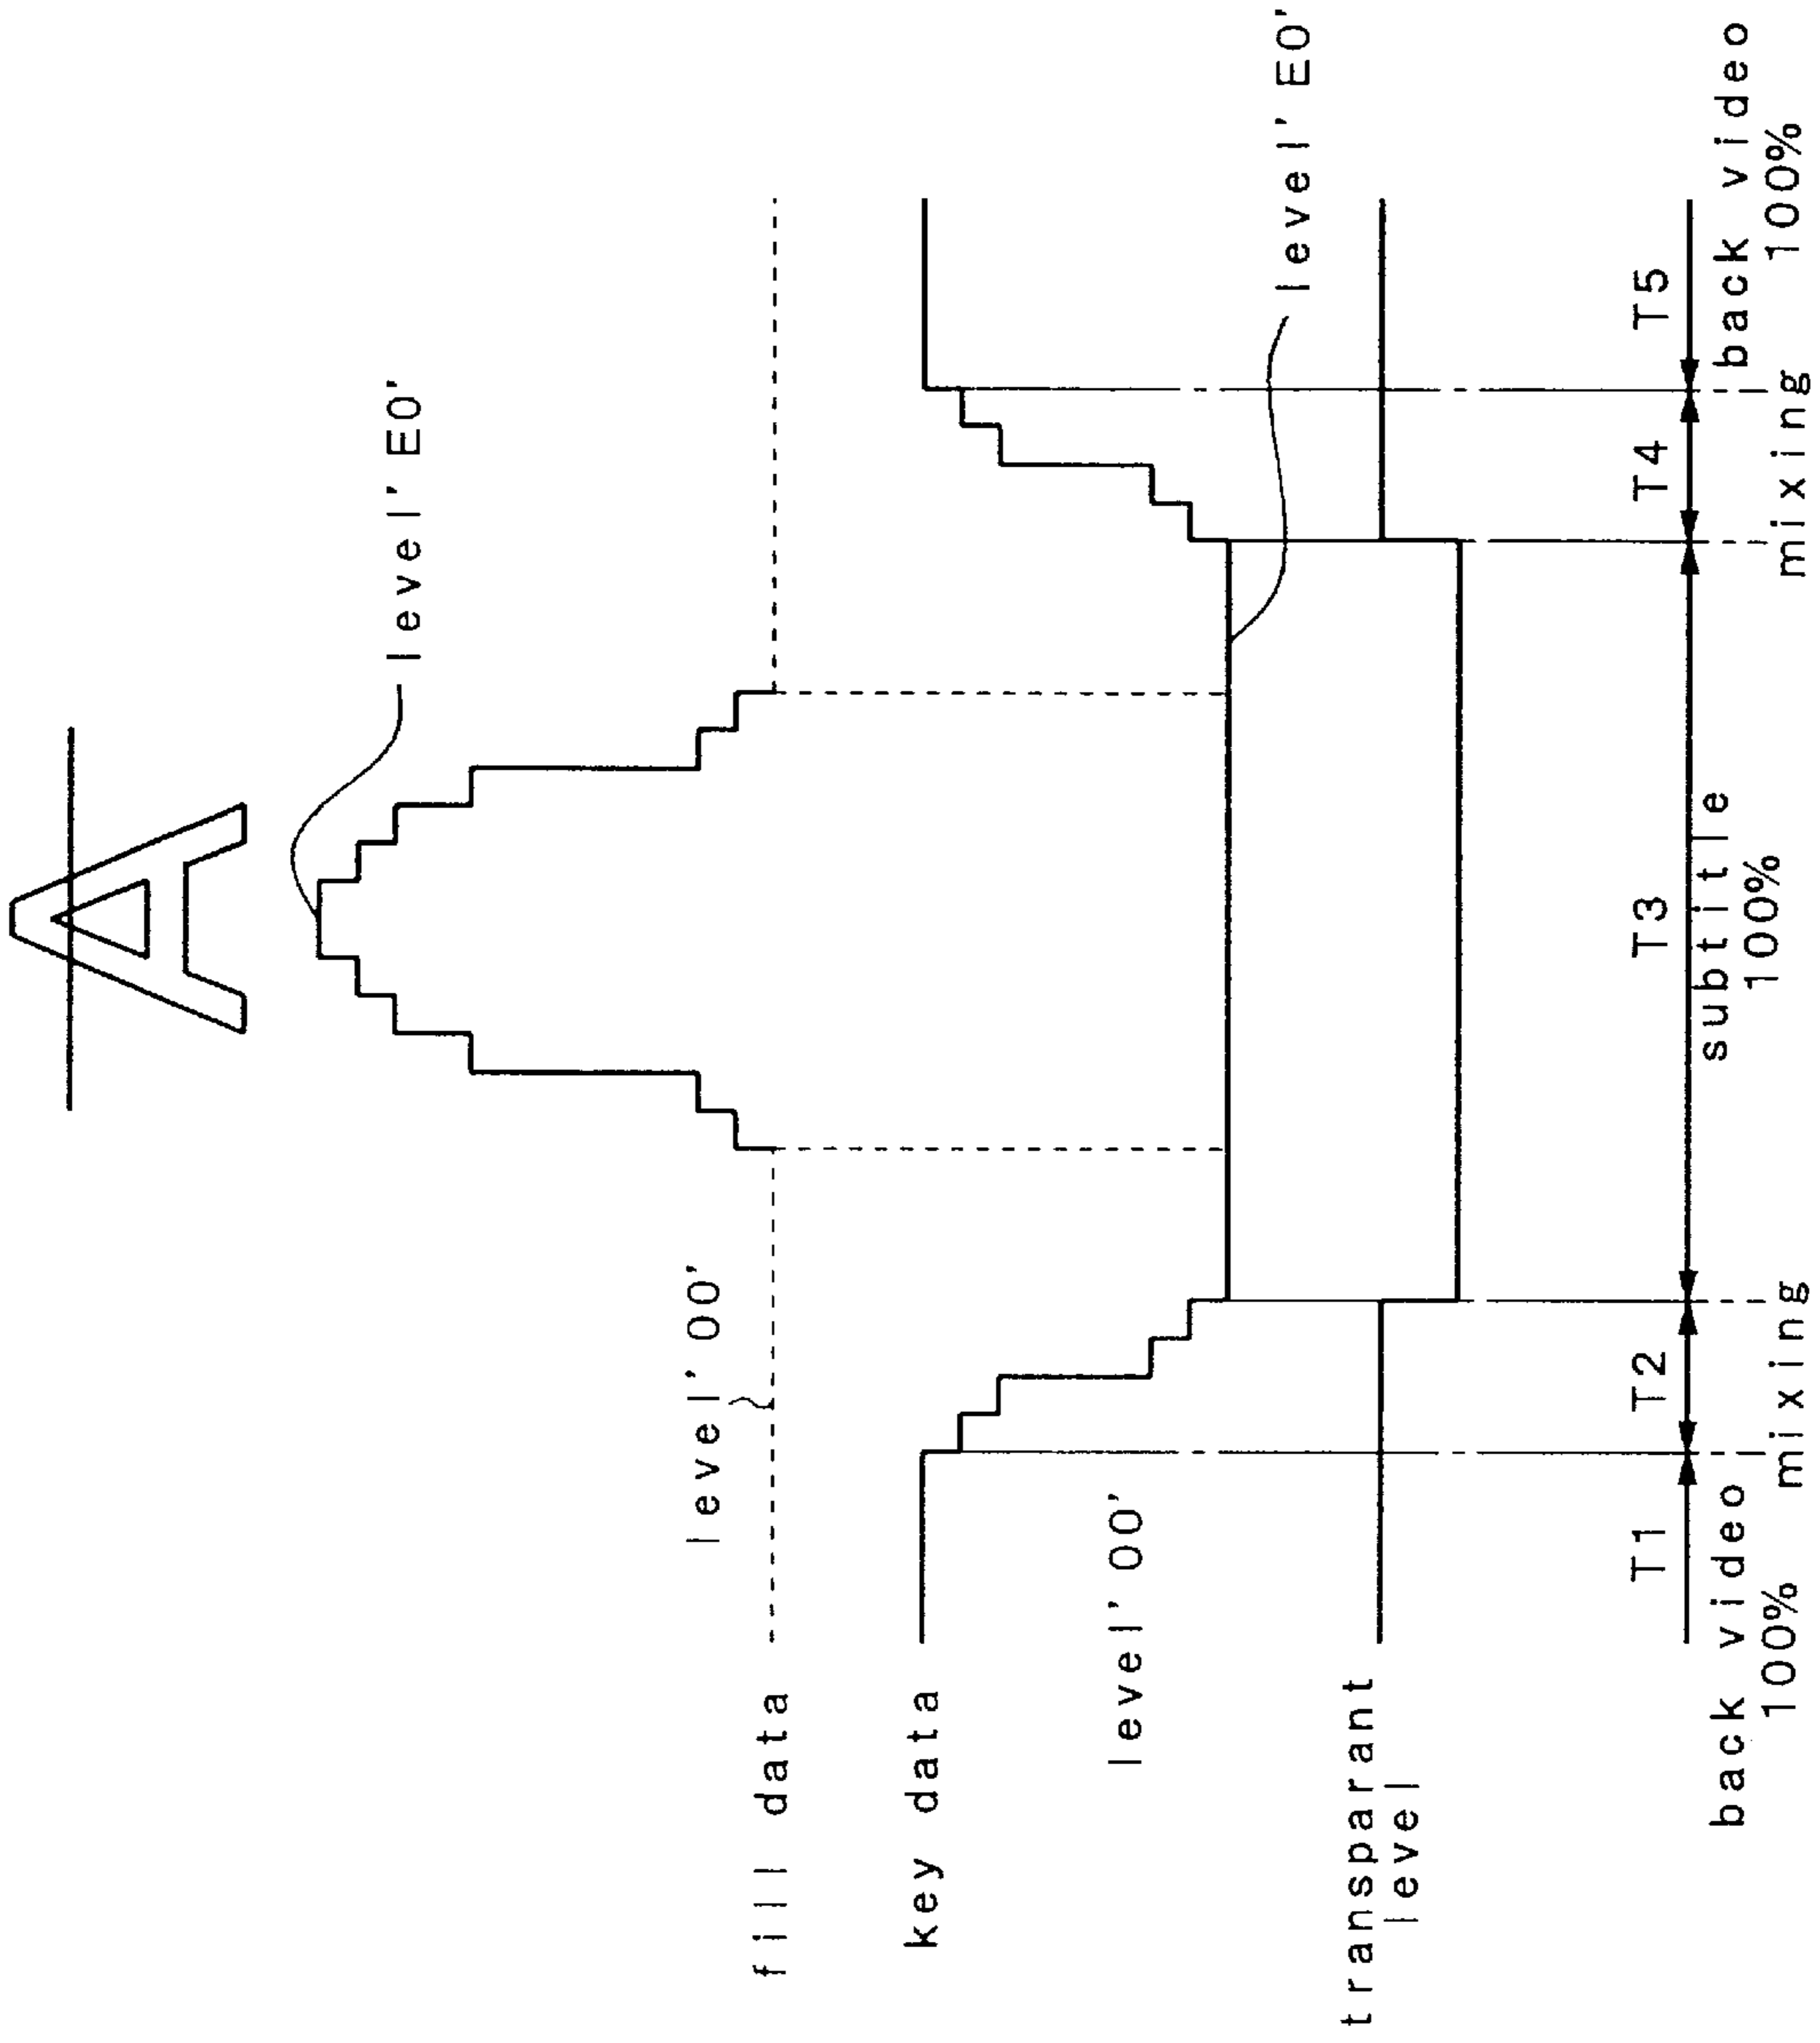 A
level'E0'
level'00'
fill data
key data
level'00'
level'E0'
transparant
level
T1
T2
T3
T4
T5
back video
100%
mixing
subtitle
100%
mixing
back video
100%